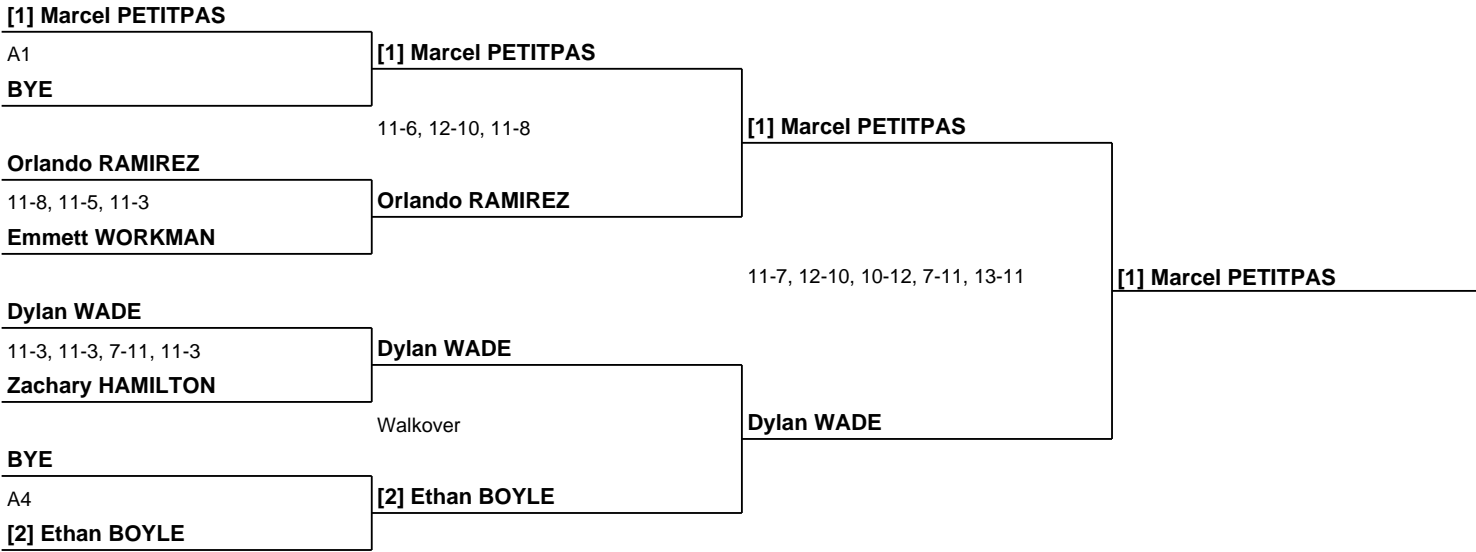 [1] Marcel PETITPAS
A1
BYE
[1] Marcel PETITPAS
11-6, 12-10, 11-8
Orlando RAMIREZ
11-8, 11-5, 11-3
Emmett WORKMAN
Orlando RAMIREZ
[1] Marcel PETITPAS
11-7, 12-10, 10-12, 7-11, 13-11
[1] Marcel PETITPAS
Dylan WADE
11-3, 11-3, 7-11, 11-3
Zachary HAMILTON
Dylan WADE
Walkover
Dylan WADE
BYE
A4
[2] Ethan BOYLE
[2] Ethan BOYLE